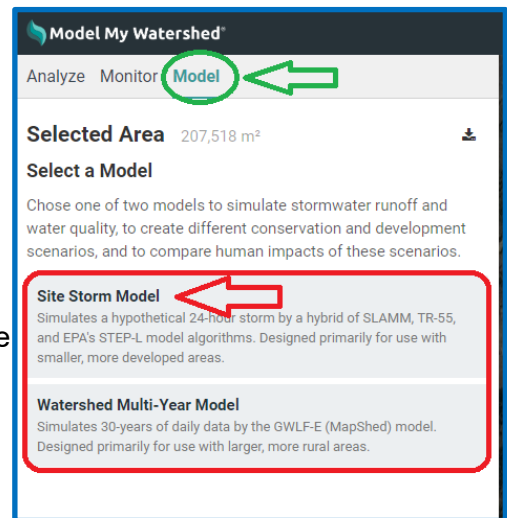 Model My Watershed®
Analyze Monitor Model
Selected Area 207,518 m²
Select a Model
Chose one of two models to simulate stormwater runoff and
water quality, to create different conservation and development
scenarios, and to compare human impacts of these scenarios.
Site Storm Model
Simulates a hypothetical 24-hour storm by a hybrid of SLAMM, TR-55,
and EPA's STEP-L model algorithms. Designed primarily for use with
smaller, more developed areas.
e
Watershed Multi-Year Model
Simulates 30-years of daily data by the GWLF-E (MapShed) model.
Designed primarily for use with larger, more rural areas.